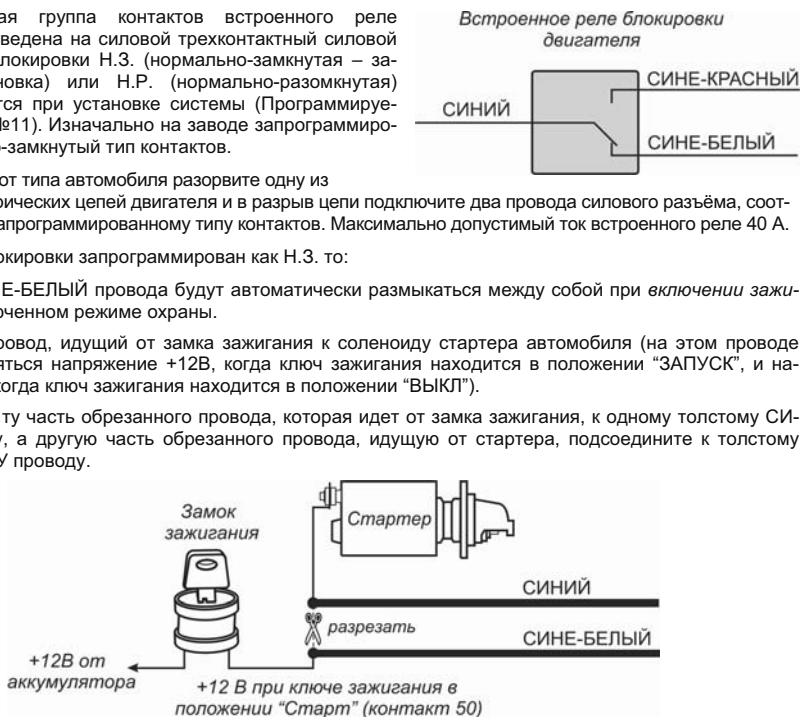 ая группа контактов встроенного реле
ведена на силовой трехконтактный силовой
локировки Н.З. (нормально-замкнутая – за-
новка) или Н.Р. (нормально-разомкнутая)
тся при установке системы (Программируе-
№11). Изначально на заводе запрограммиро-
о-замкнутый тип контактов.
Встроенное реле блокировки
двигателя
СИНЕ-КРАСНЫЙ
СИНИЙ
СИНЕ-БЕЛЫЙ
от типа автомобиля разорвите одну из
рических цепей двигателя и в разрыв цепи подключите два провода силового разъёма, соот-
апрограммированному типу контактов. Максимально допустимый ток встроенного реле 40 А.
окировки запрограммирован как Н.З. то:
Е-БЕЛЫЙ провода будут автоматически размыкаться между собой при включении зажи-
юченном режиме охраны.
ровод, идущий от замка зажигания к соленоиду стартера автомобиля (на этом проводе
яться напряжение +12В, когда ключ зажигания находится в положении “ЗАПУСК”, и на-
когда ключ зажигания находится в положении “ВЫКЛ”).
ту часть обрезанного провода, которая идет от замка зажигания, к одному толстому СИ-
у, а другую часть обрезанного провода, идущую от стартера, подсоедините к толстому
У проводу.
Замок
зажигания
Стартер
СИНИЙ
разрезать
СИНЕ-БЕЛЫЙ
+12В от
аккумулятора
+12 В при ключе зажигания в
положении “Старт” (контакт 50)